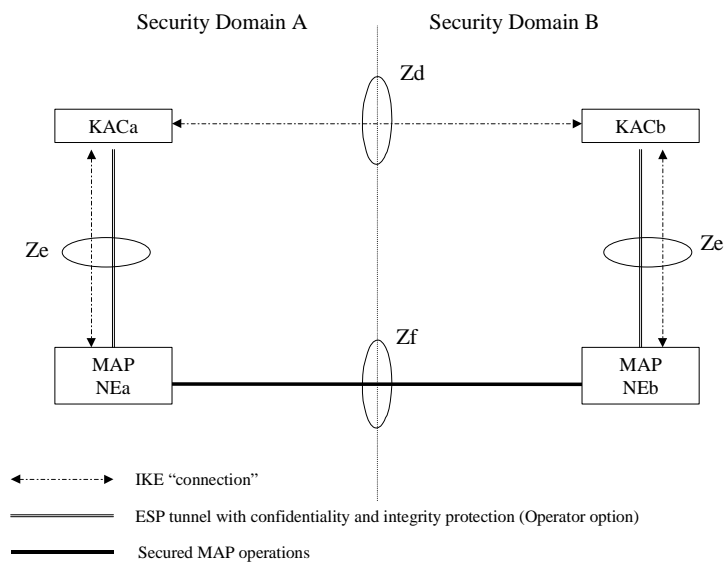 Security Domain A
Security Domain B
Zd
KACa
KACb
Ze
Ze
Zf
MAP
NEa
MAP
NEb
IKE “connection”
ESP tunnel with confidentiality and integrity protection (Operator option)
Secured MAP operations